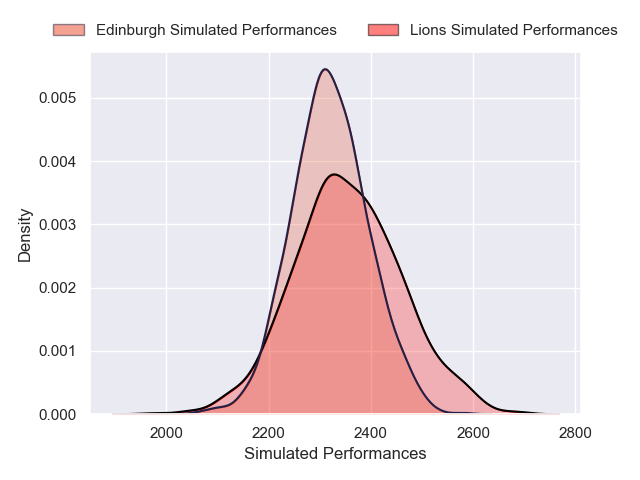 Edinburgh Simulated Performances Lions Simulated Performances
0.005
0.004
0.003
0.002
0.001
0.000
Density
2000 2200 2400 2600 2800
Simulated Performances